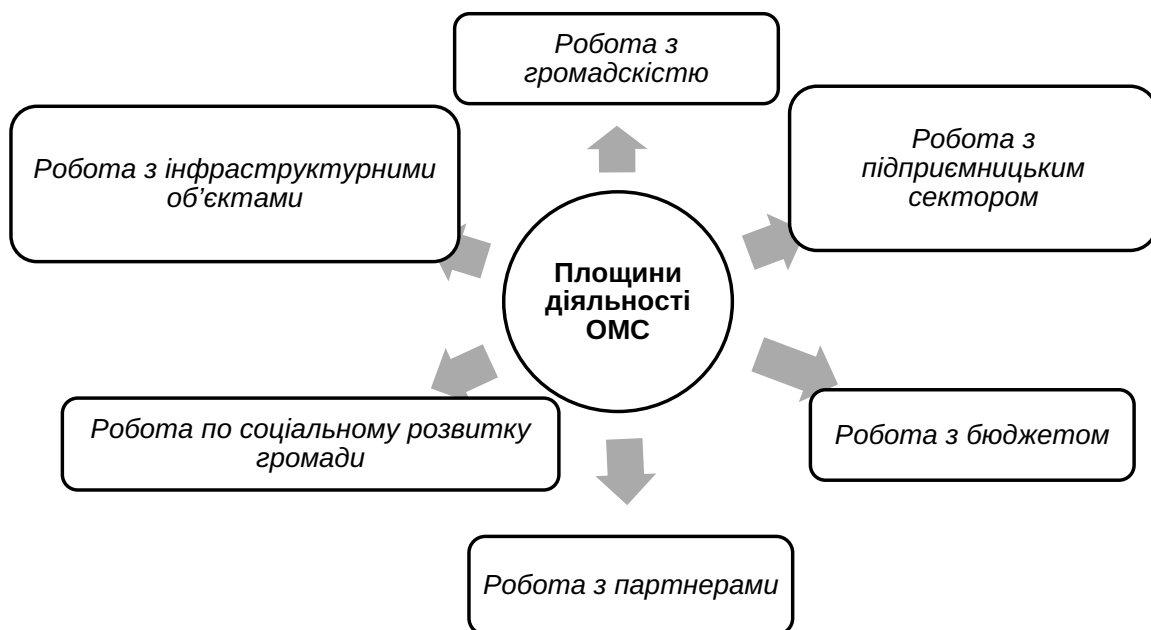 Робота з
громадскістю
Робота з інфраструктурними
об’єктами
Робота з
підприємницьким
сектором
Площини
діяльності
ОМС
Робота по соціальному розвитку
громади
Робота з бюджетом
Робота з партнерами